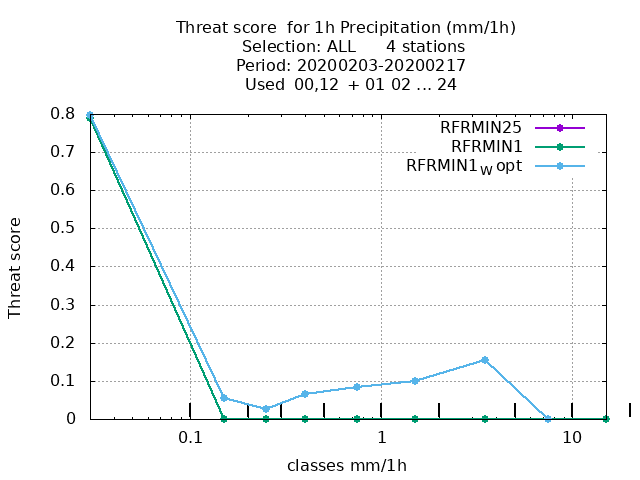 Threat score for 1h Precipitation (mm/1h)
Selection: ALL 4 stations
Period: 20200203-20200217
Used 00,12 + 01 02 ... 24
RFRMIN25
RFRMIN1
RFRMIN1W opt
0.8
0.7
0.6
0.5
0.4
0.3
0.2
0.1
0
Threat score
0.1 1 10
classes mm/1h